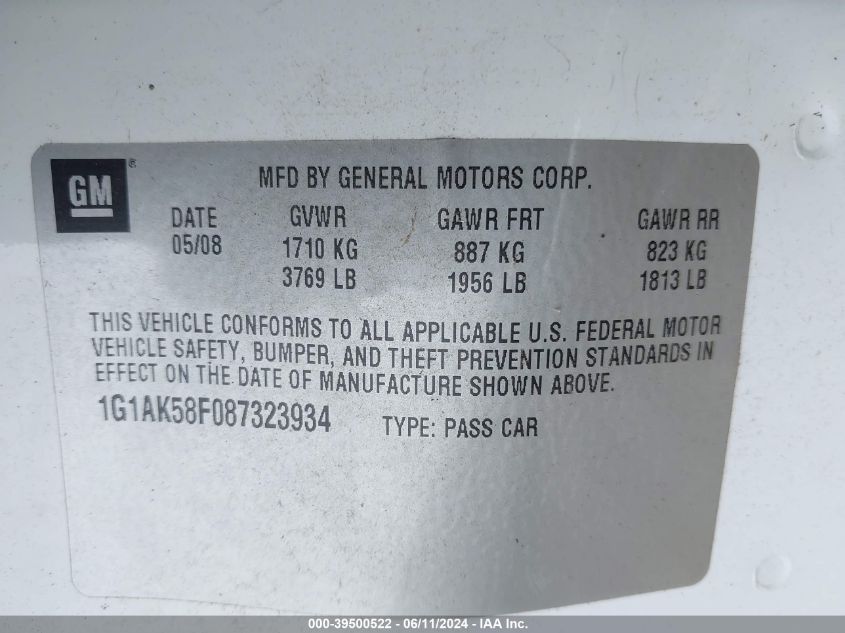 GM®
MFD BY GENERAL MOTORS CORP.
DATE GVWR GAWR FRT GAWR RR
05/08 1710 KG 887 KG 823 KG
3769 LB 1956 LB 1813 LB
THIS VEHICLE CONFORMS TO ALL APPLICABLE U.S. FEDERAL MOTOR
VEHICLE SAFETY, BUMPER, AND THEFT PREVENTION STANDARDS IN
EFFECT ON THE DATE OF MANUFACTURE SHOWN ABOVE.
1G1AK58F087323934 TYPE: PASS CAR
000-39500522 - 06/11/2024 - IAA Inc.